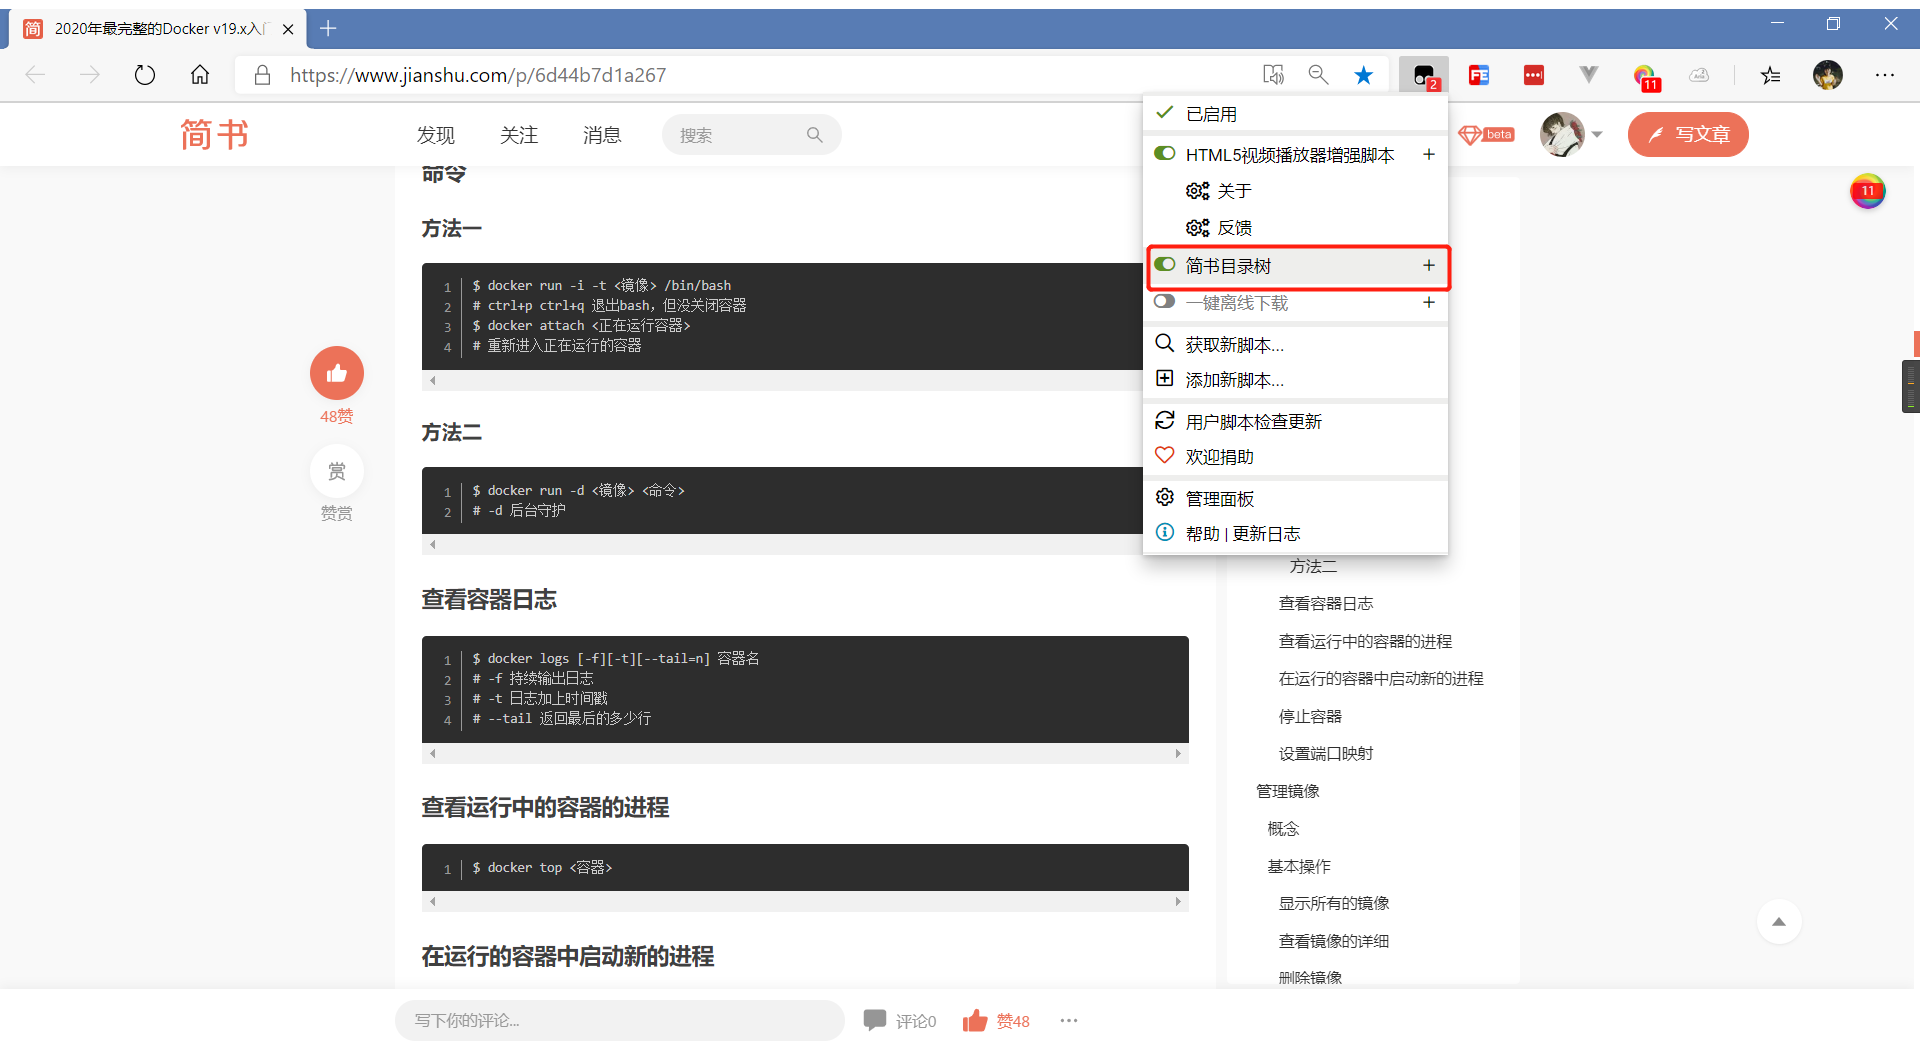 简 2020年最完整的Docker v19.x入门
https://www.jianshu.com/p/6d44b7d1a267
2
FE
11
简书
发现
关注
消息
搜索
beta
写文章
11
命令
方法一
1 $ docker run -i -t <镜像> /bin/bash
2 # ctrl+p ctrl+q 退出bash，但没关闭容器
3 $ docker attach <正在运行容器>
4 # 重新进入正在运行的容器
方法二
1 $ docker run -d <镜像> <命令>
2 # -d 后台守护
查看容器日志
1 $ docker logs [-f][-t][--tail=n] 容器名
2 # -f 持续输出日志
3 # -t 日志加上时间戳
4 # --tail 返回最后的多少行
查看运行中的容器的进程
1 $ docker top <容器>
在运行的容器中启动新的进程
48赞
赏
赞赏
已启用
HTML5视频播放器增强脚本
关于
反馈
简书目录树
一键离线下载
获取新脚本...
添加新脚本...
用户脚本检查更新
欢迎捐助
管理面板
帮助 | 更新日志
方法二
查看容器日志
查看运行中的容器的进程
在运行的容器中启动新的进程
停止容器
设置端口映射
管理镜像
概念
基本操作
显示所有的镜像
查看镜像的详细
删除镜像
写下你的评论...
评论0
赞48